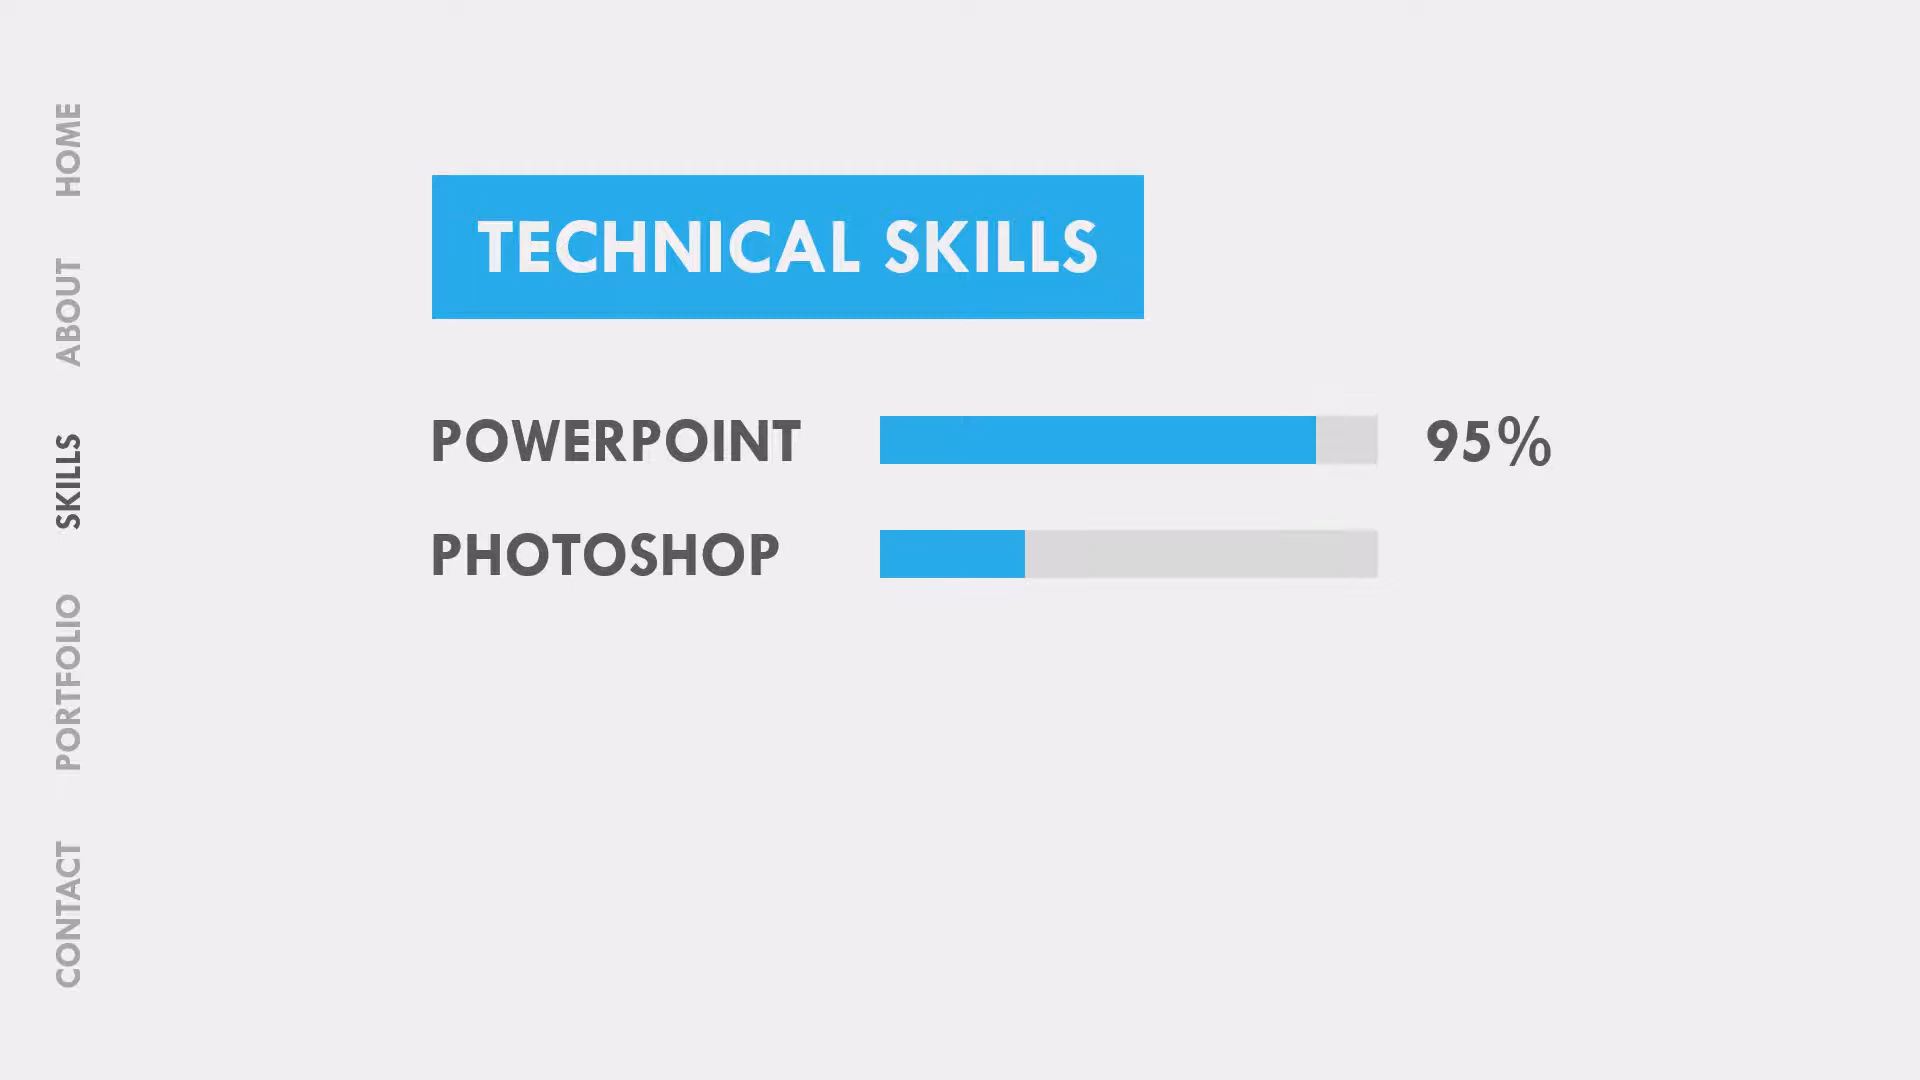 HOME
ABOUT
SKILLS
PORTFOLIO
CONTACT
TECHNICAL SKILLS
POWERPOINT 95%
PHOTOSHOP